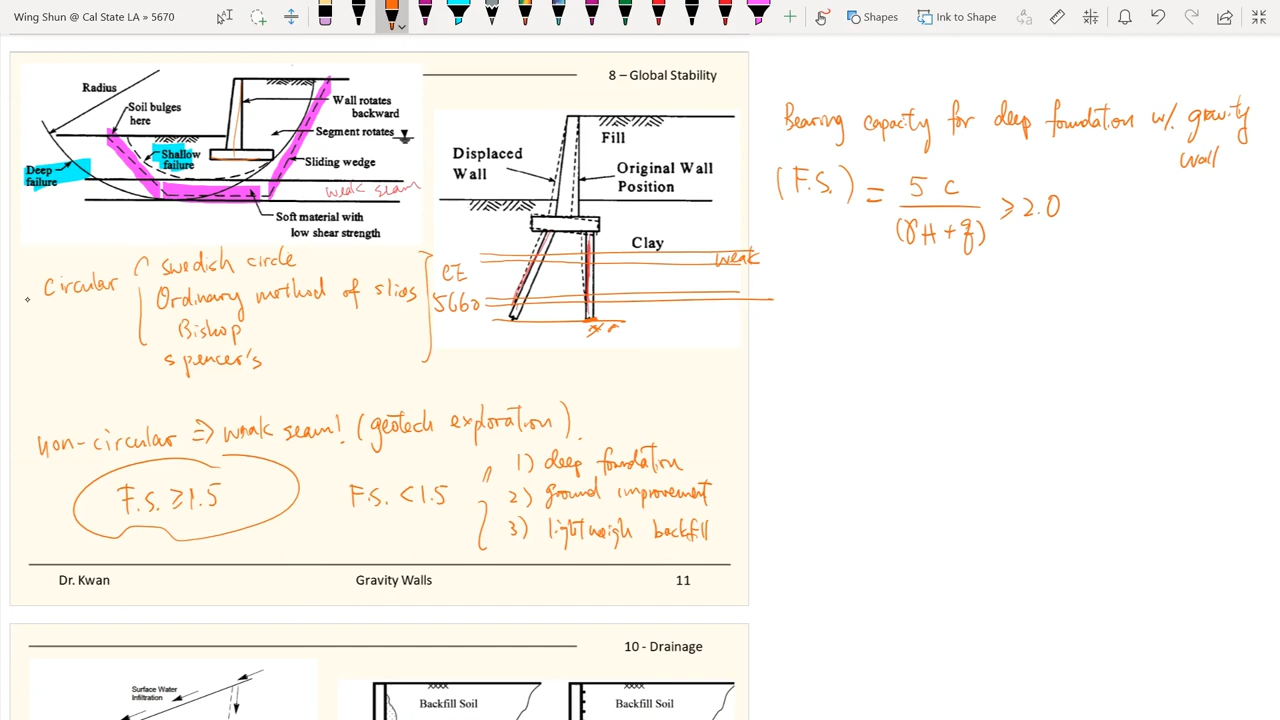 Wing Shun @ Cal State LA » 5670
Shapes
Ink to Shape
8 – Global Stability
Radius
Soil bulges
here
Wall rotates
backward
Segment rotates
Shallow
failure
Sliding wedge
Deep
failure
weak seam
Soft material with
low shear strength
Fill
Displaced
Wall
Original Wall
Position
Clay
weak
Circular
swedish circle
Ordinary method of slies
Bishop
spencer's
CE
5660
non-circular ⇒ weak seam! (geotech exploration).
F.S. ≥ 1.5
F.S. < 1.5
1) deep foundation
2) ground improvement
3) lightweigh backfill
Dr. Kwan
Gravity Walls
11
Bearing capacity for deep foundation w/. gravity
wall
(F.S.) = 5 c / (γH + q) ≥ 2.0
10 - Drainage
Surface Water
Infiltration
Backfill Soil
Backfill Soil